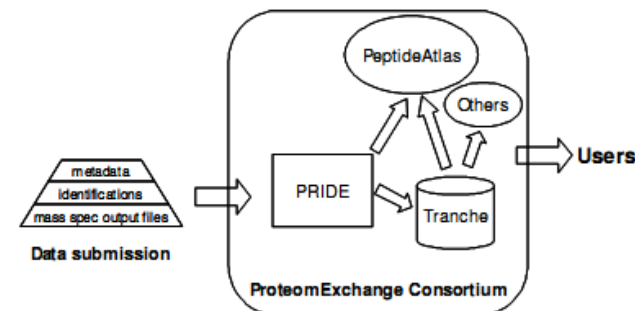 PeptideAtlas
Others
Users
metadata
identifications
mass spec output files
PRIDE
Tranche
Data submission
ProteomExchange Consortium